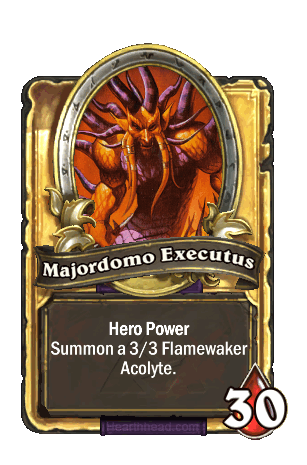 Majordomo Executus
Hero Power
Summon a 3/3 Flamewaker
Acolyte.
30
Hearthhead.com